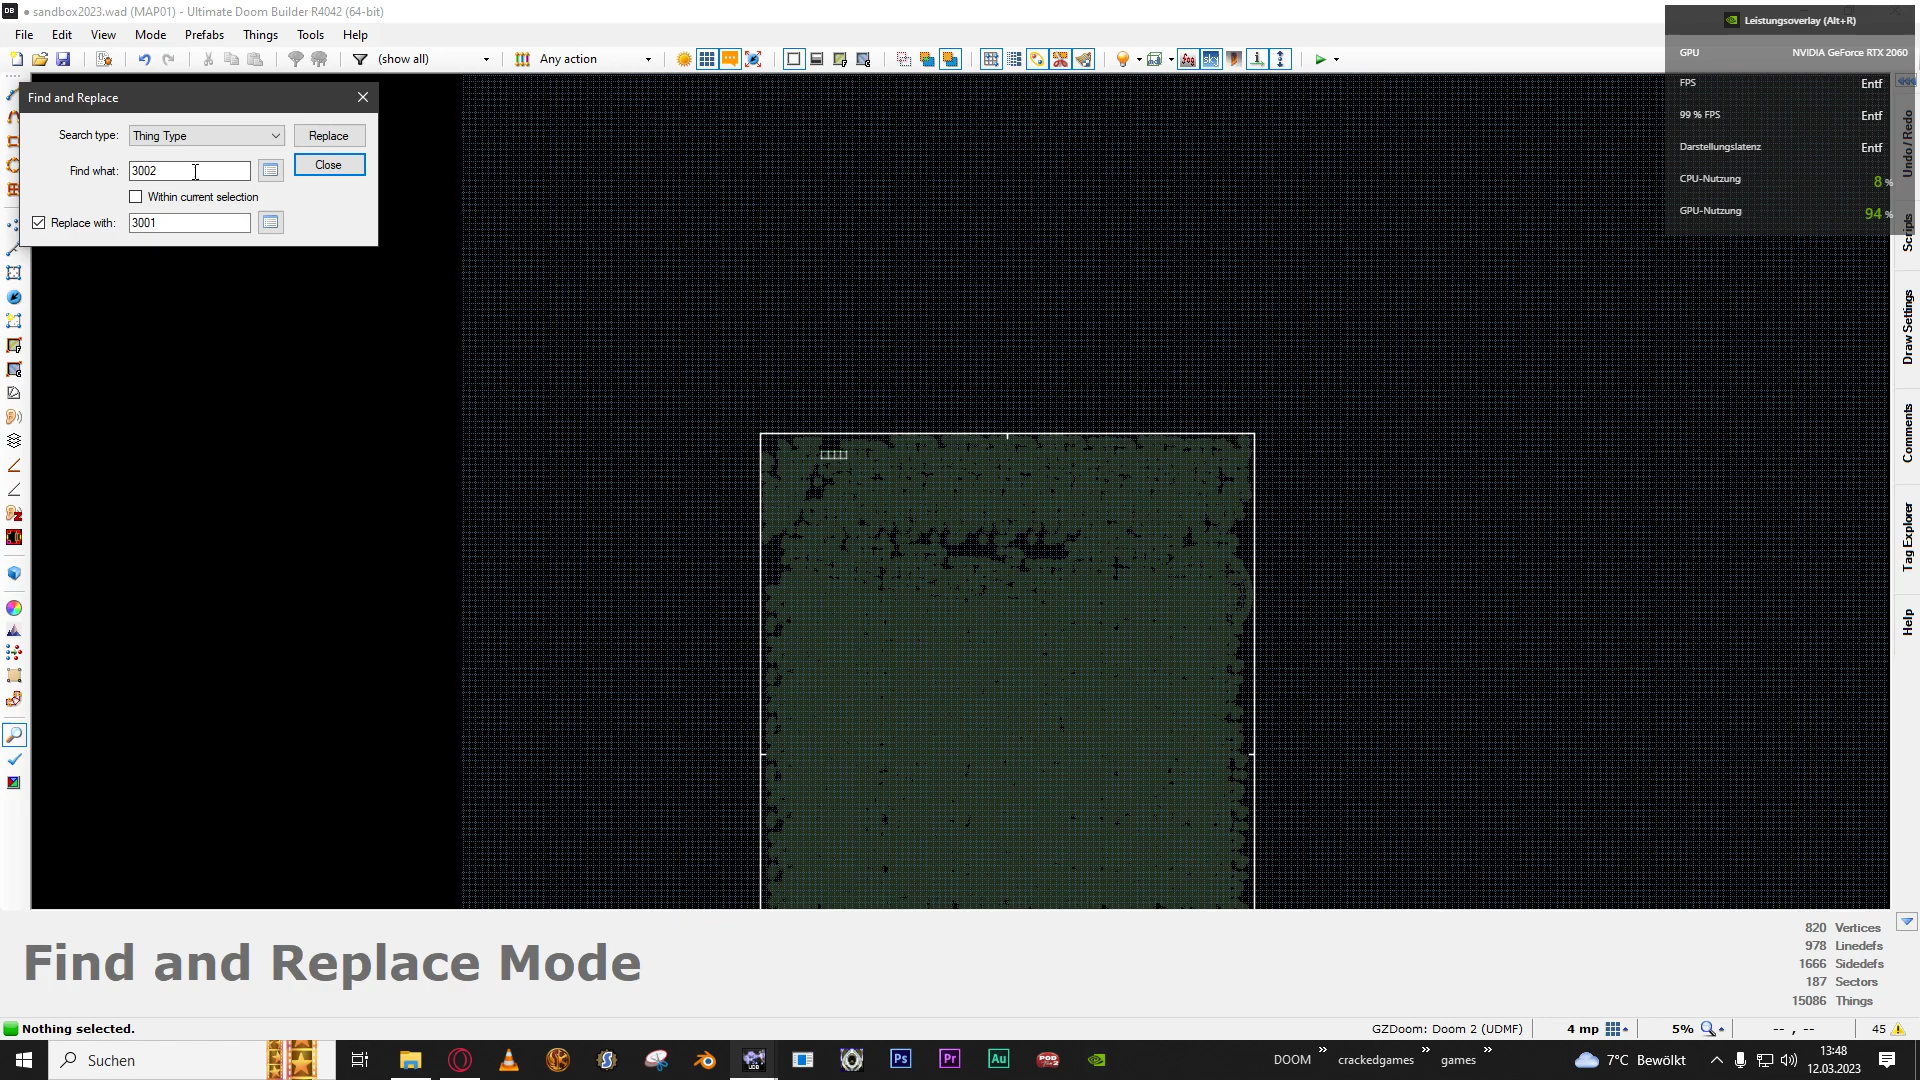 sandbox2023.wad (MAP01) - Ultimate Doom Builder R4042 (64-bit)
File Edit View Mode Prefabs Things Tools Help
(show all)
Any action
Find and Replace
Search type: Thing Type Replace
Find what: 3002 Close
Within current selection
Replace with: 3001
Leistungsoverlay (Alt+R)
GPU NVIDIA GeForce RTX 2060
FPS Entf
99 % FPS Entf
Darstellungslatenz Entf
CPU-Nutzung 8 %
GPU-Nutzung 94 %
Undo / Redo
Scripts
Draw Settings
Comments
Tag Explorer
Help
Find and Replace Mode
820 Vertices
978 Linedefs
1666 Sidedefs
187 Sectors
15086 Things
Nothing selected.
GZDoom: Doom 2 (UDMF) 4 mp 5% -- , -- 45
Suchen
Ps Pr Au
DOOM » crackedgames » games »
7°C Bewölkt
13:48
12.03.2023